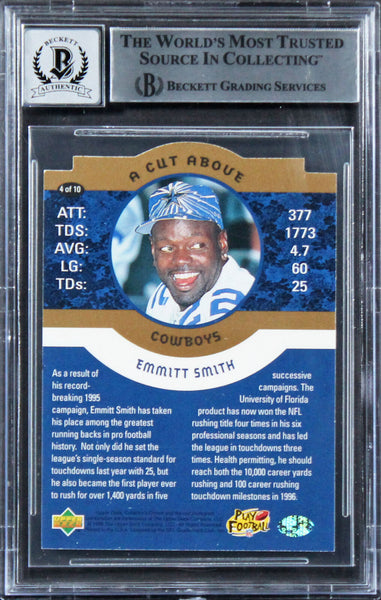 BECKETT
AUTHENTIC
THE WORLD'S MOST TRUSTED
SOURCE IN COLLECTING™
BECKETT GRADING SERVICES
A CUT ABOVE
4 of 10
ATT: 377
TDS: 1773
AVG: 4.7
LG: 60
TDs: 25
COWBOYS
EMMITT SMITH
As a result of
his record-
breaking 1995
campaign, Emmitt Smith has taken
his place among the greatest
running backs in pro football
history. Not only did he set the
league's single-season standard for
touchdowns last year with 25, but
he also became the first player ever
to rush for over 1,400 yards in five
successive
campaigns. The
University of Florida
product has now won the NFL
rushing title four times in his six
professional seasons and has led
the league in touchdowns three
times. Health permitting, he should
reach both the 10,000 career yards
rushing and 100 career rushing
touchdown milestones in 1996.
UPPER DECK
PLAY
FOOTBALL